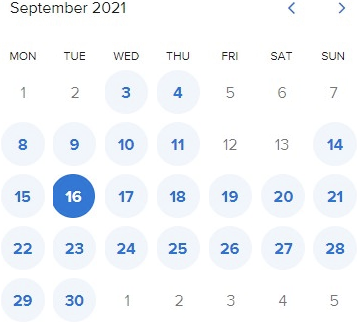 September 2021
MON TUE WED THU FRI SAT SUN
1 2 3 4 5 6 7
8 9 10 11 12 13 14
15 16 17 18 19 20 21
22 23 24 25 26 27 28
29 30 1 2 3 4 5